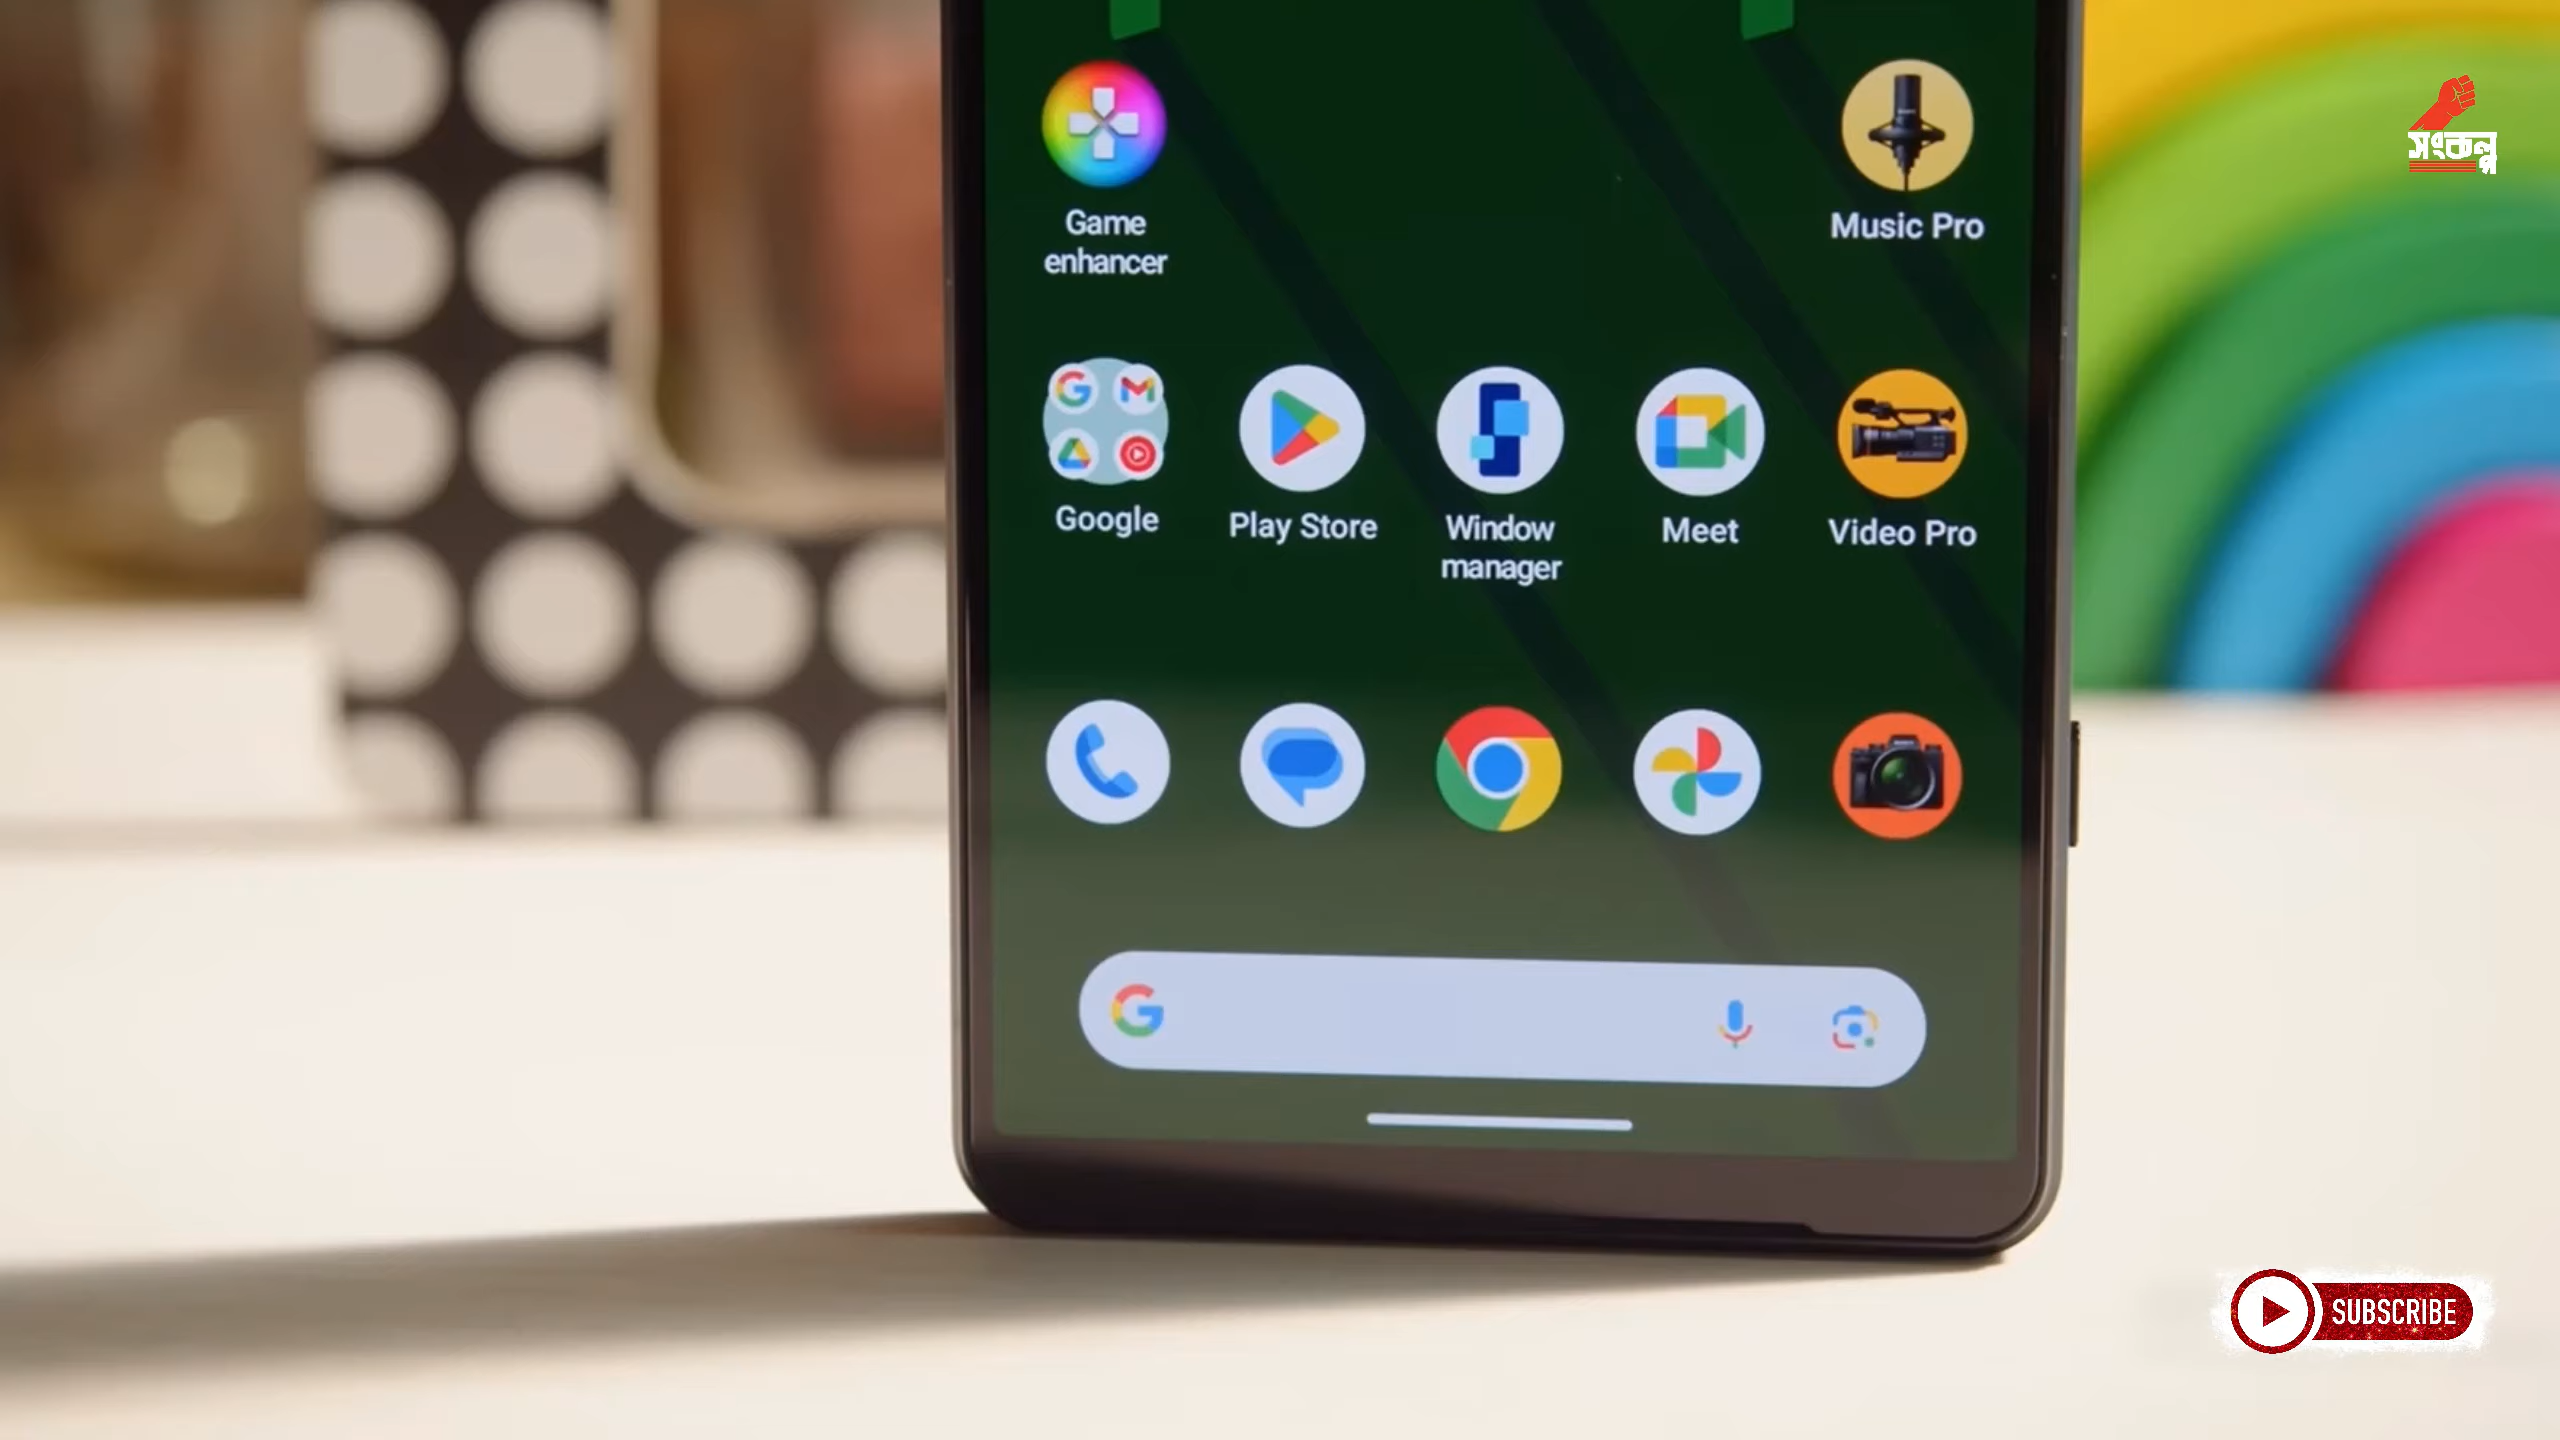 সংকল্প
Game
enhancer
Music Pro
Google
Play Store
Window
manager
Meet
Video Pro
SUBSCRIBE